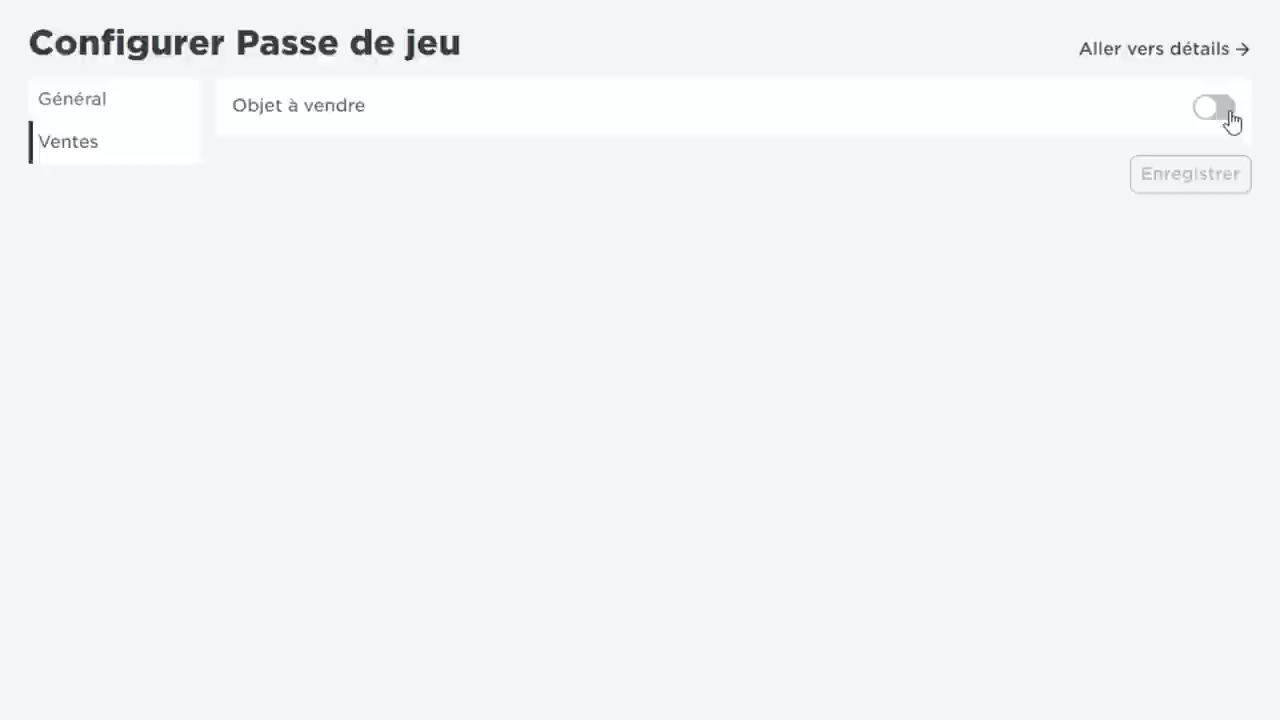 Configurer Passe de jeu
Aller vers détails →
Général
Ventes
Objet à vendre
Enregistrer